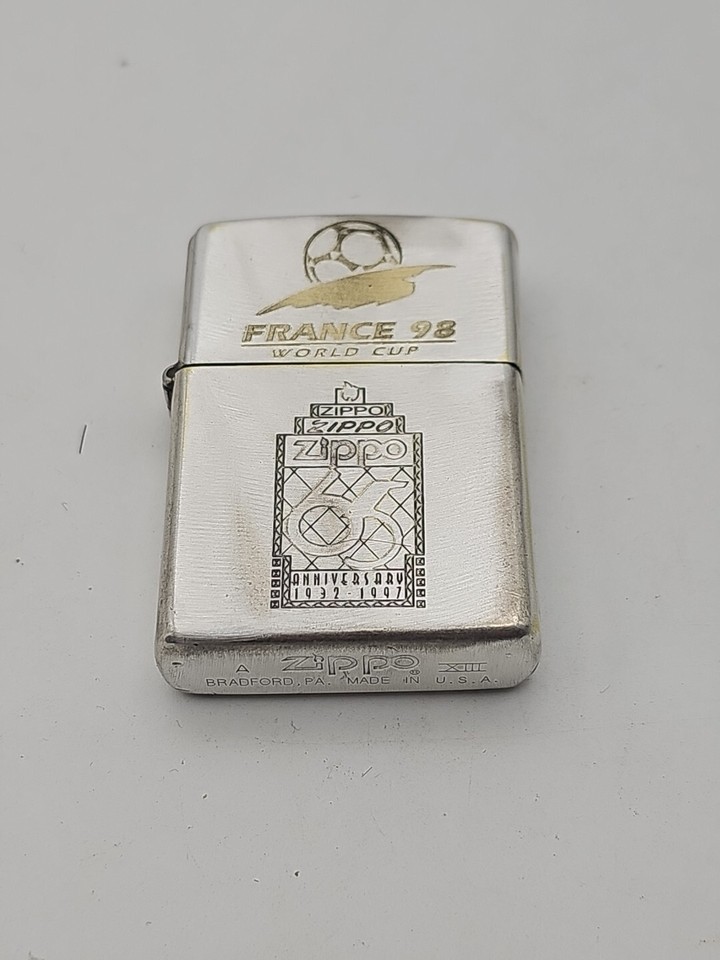 FRANCE 98
WORLD CUP
ZIPPO
ZIPPO
Zippo
65
ANNIVERSARY
1932-1997
A Zippo ® XIII
BRADFORD, PA. MADE IN U.S.A.